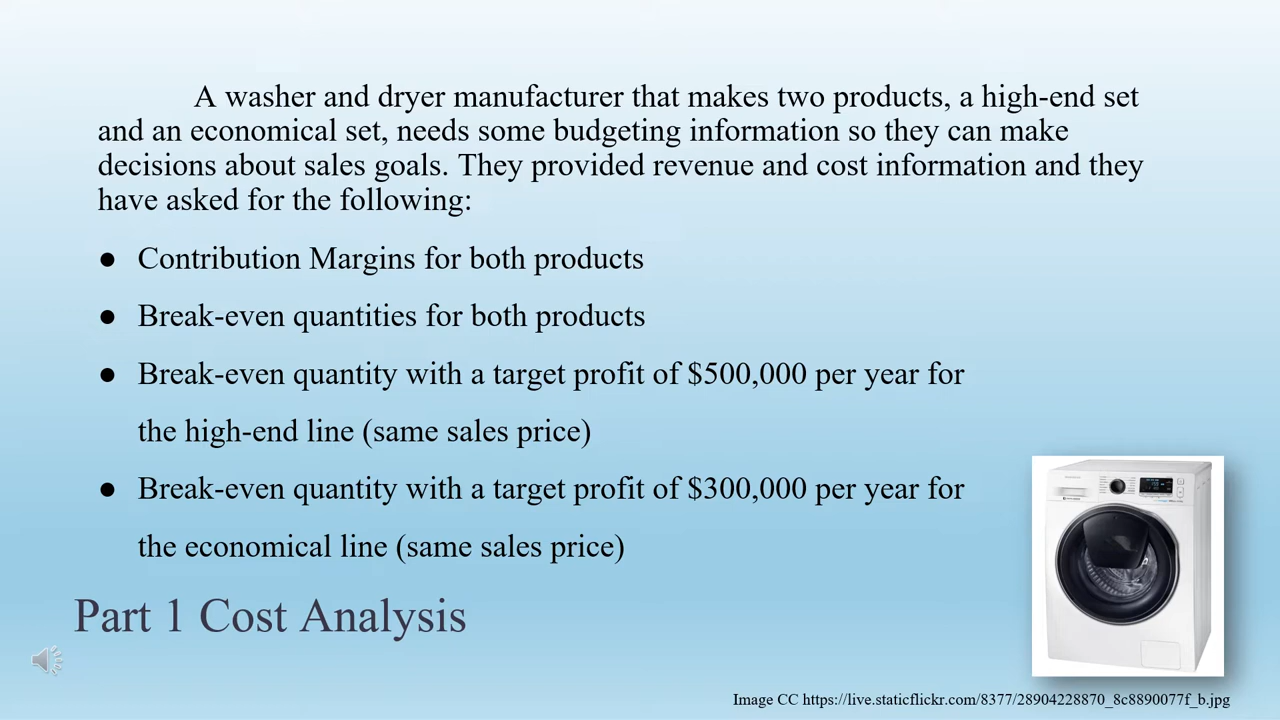 A washer and dryer manufacturer that makes two products, a high-end set
and an economical set, needs some budgeting information so they can make
decisions about sales goals. They provided revenue and cost information and they
have asked for the following:
● Contribution Margins for both products
● Break-even quantities for both products
● Break-even quantity with a target profit of $500,000 per year for
the high-end line (same sales price)
● Break-even quantity with a target profit of $300,000 per year for
the economical line (same sales price)
Part 1 Cost Analysis
Image CC https://live.staticflickr.com/8377/28904228870_8c8890077f_b.jpg